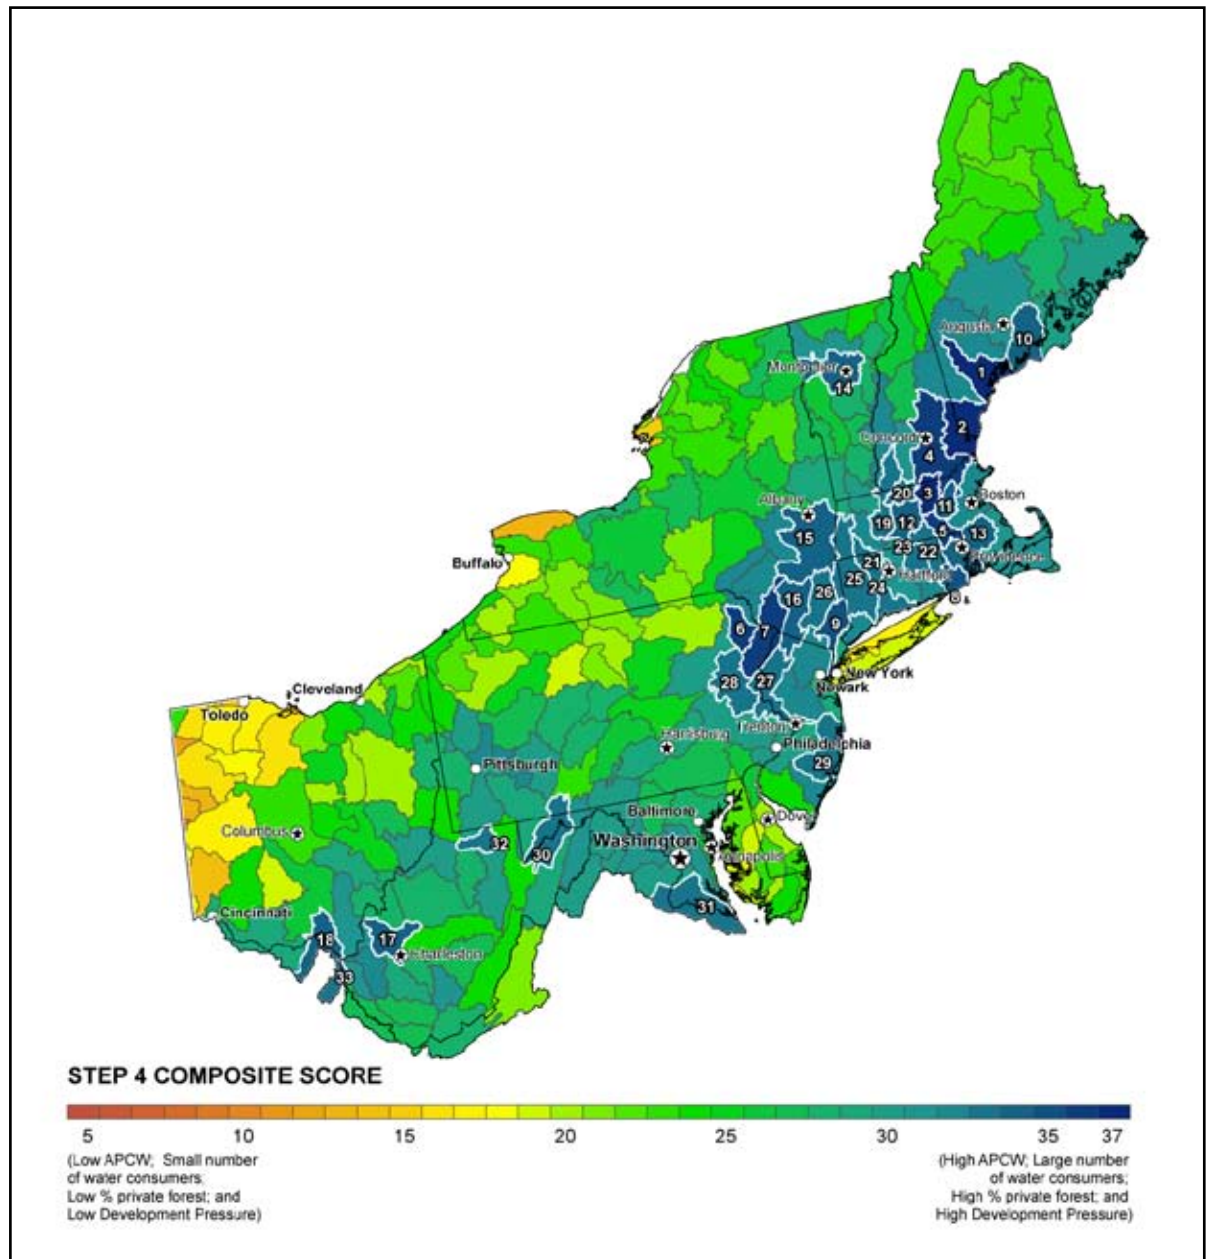 Augusta
10
1
Montpelier
14
2
Concord
4
20
3
Boston
11
Albany
19
12
5
13
15
23
22
Providence
21
Hartford
Buffalo
25
24
26
16
8
6
7
9
28
27
New York
Newark
Cleveland
Toledo
Trenton
Harrisburg
Philadelphia
29
Pittsburgh
Baltimore
Dover
Columbus
32
Washington
30
Annapolis
31
Cincinnati
18
17
Charleston
33
STEP 4 COMPOSITE SCORE
5 10 15 20 25 30 35 37
(Low APCW; Small number
of water consumers;
Low % private forest; and
Low Development Pressure)
(High APCW; Large number
of water consumers;
High % private forest; and
High Development Pressure)